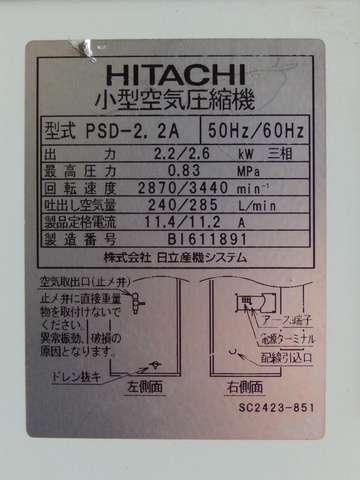 HITACHI
小型空気圧縮機
型式 PSD-2.2A 50Hz/60Hz
出力 2.2/2.6 kW 三相
最高圧力 0.83 MPa
回転速度 2870/3440 min⁻¹
吐出し空気量 240/285 L/min
製品定格電流 11.4/11.2 A
製造番号 BI611891
株式会社 日立産機システム
空気取出口(止メ弁)
止メ弁に直接重量
物を取付けないで
ください。
異常振動、破損の
原因となります。
ドレン抜キ
左側面
アース端子
電源ターミナル
配線引込口
右側面
SC2423-851